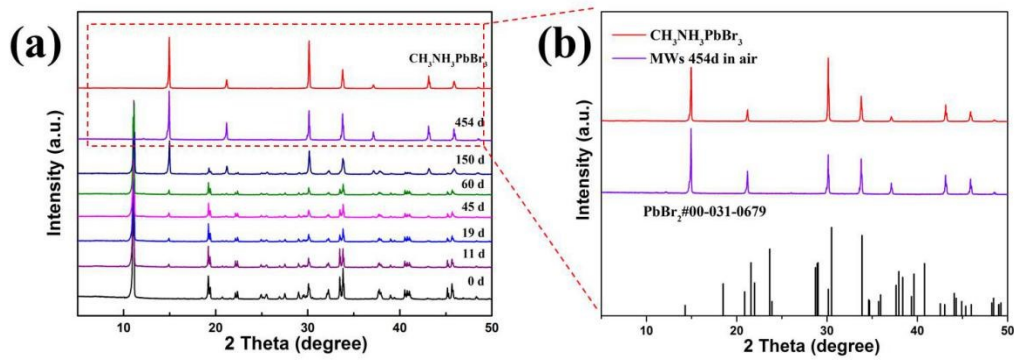 (a)
CH₃NH₃PbBr₃
454 d
150 d
60 d
45 d
19 d
11 d
0 d
Intensity (a.u.)
10 20 30 40 50
2 Theta (degree)
(b)
CH₃NH₃PbBr₃
MWs 454d in air
PbBr₂#00-031-0679
Intensity (a.u.)
10 20 30 40 50
2 Theta (degree)